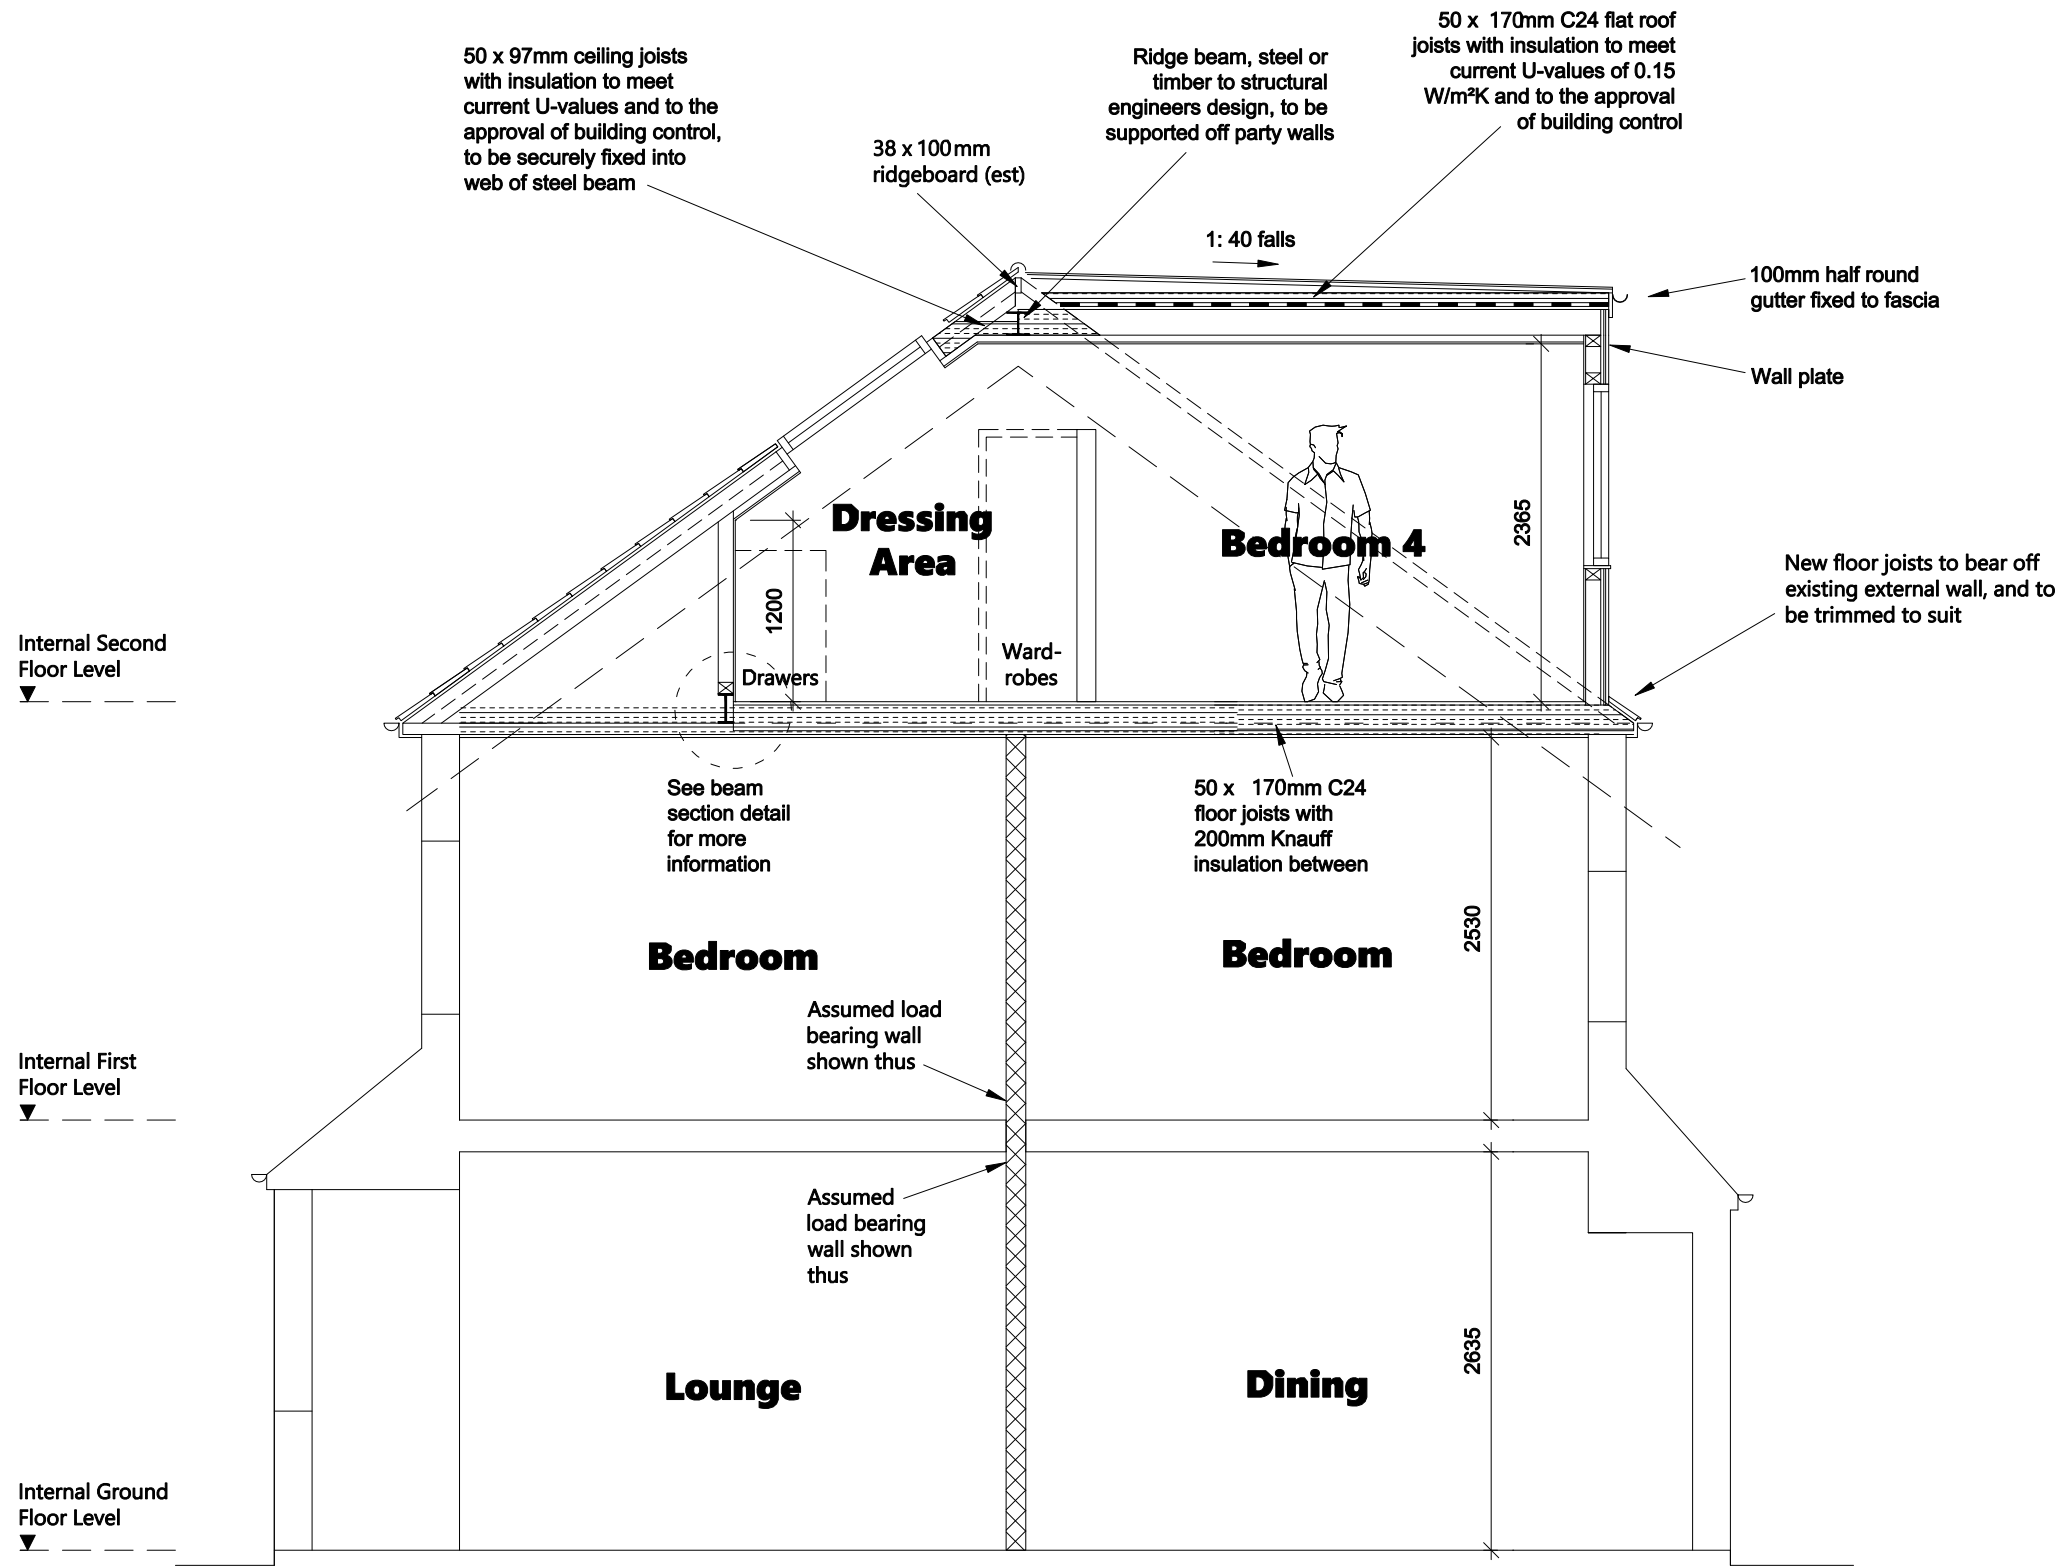 50 x 97mm ceiling joists
with insulation to meet
current U-values and to the
approval of building control,
to be securely fixed into
web of steel beam
38 x 100mm
ridgeboard (est)
Ridge beam, steel or
timber to structural
engineers design, to be
supported off party walls
50 x 170mm C24 flat roof
joists with insulation to meet
current U-values of 0.15
W/m²K and to the approval
of building control
1: 40 falls
100mm half round
gutter fixed to fascia
Wall plate
New floor joists to bear off
existing external wall, and to
be trimmed to suit
Dressing
Area
Bedroom 4
2365
1200
Drawers
Ward-
robes
Internal Second
Floor Level
See beam
section detail
for more
information
50 x 170mm C24
floor joists with
200mm Knauff
insulation between
Bedroom
Bedroom
2530
Assumed load
bearing wall
shown thus
Internal First
Floor Level
Assumed
load bearing
wall shown
thus
Lounge
Dining
2635
Internal Ground
Floor Level